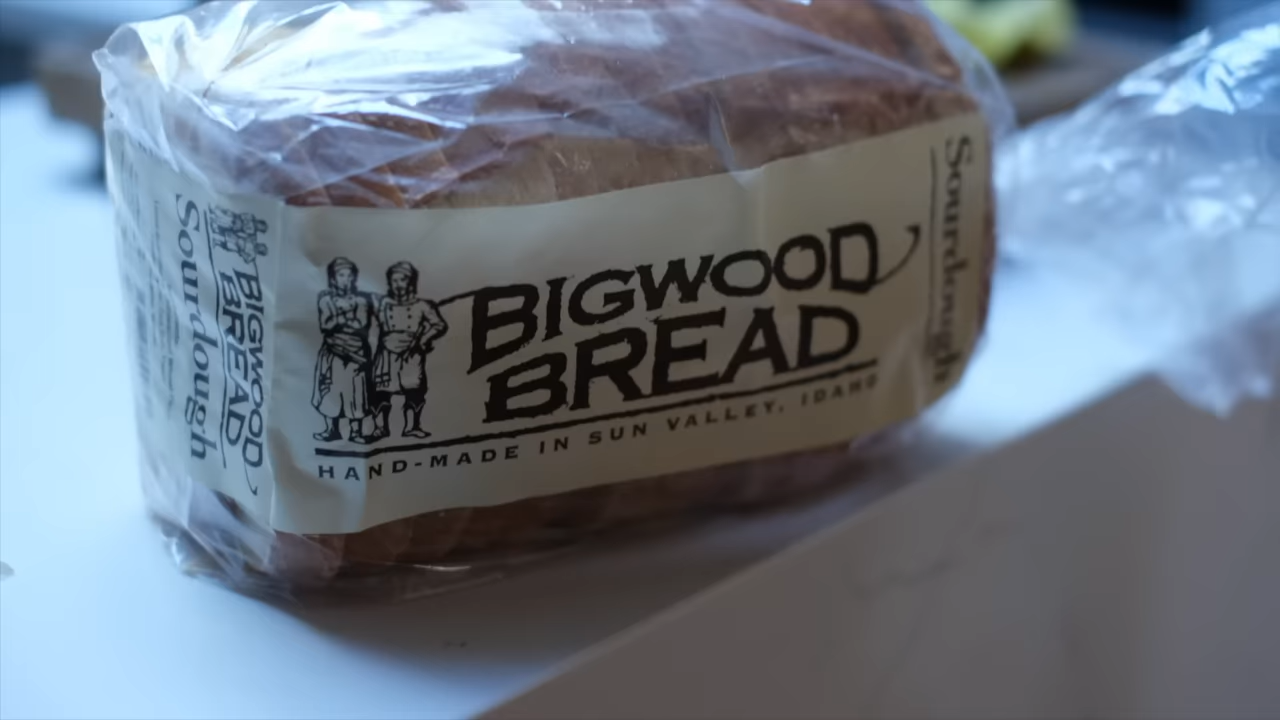 BIGWOOD
BREAD
HAND-MADE IN SUN VALLEY, IDAHO
Sourdough
BIGWOOD
BREAD
Sourdough